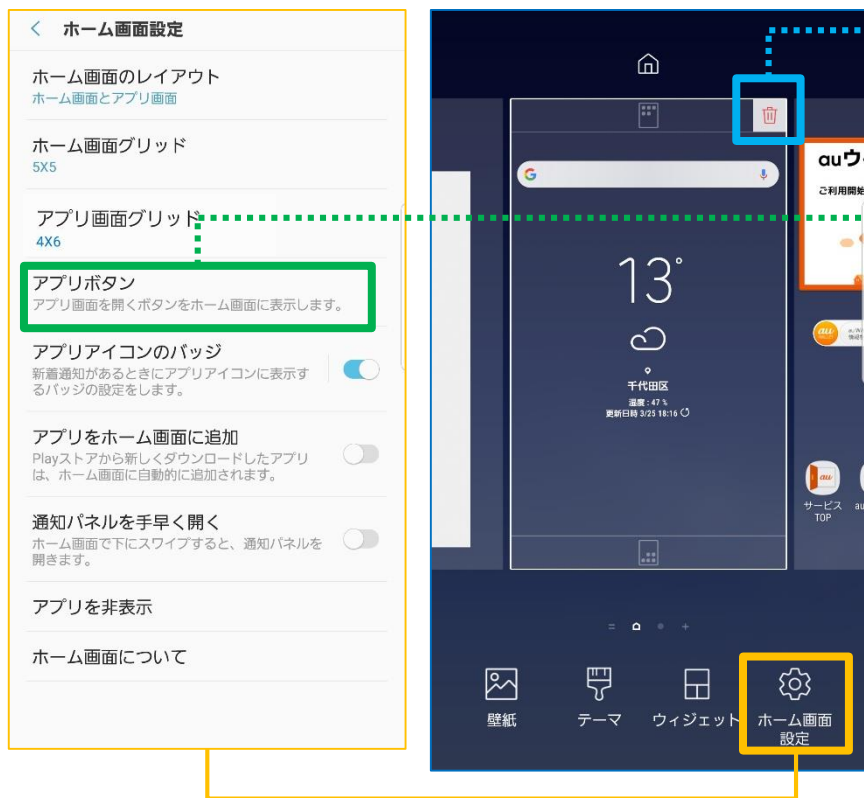 ホーム画面設定
ホーム画面のレイアウト
ホーム画面とアプリ画面
ホーム画面グリッド
5X5
アプリ画面グリッド
4X6
アプリボタン
アプリ画面を開くボタンをホーム画面に表示します。
アプリアイコンのバッジ
新着通知があるときにアプリアイコンに表示す
るバッジの設定をします。
アプリをホーム画面に追加
Playストアから新しくダウンロードしたアプリ
は、ホーム画面に自動的に追加されます。
通知パネルを手早く開く
ホーム画面で下にスワイプすると、通知パネルを
開きます。
アプリを非表示
ホーム画面について
G
13°
千代田区
湿度 : 47 %
更新日時 3/25 18:16
auウ
ご利用開始
au
au
サービス
TOP
au
壁紙
テーマ
ウィジェット
ホーム画面
設定